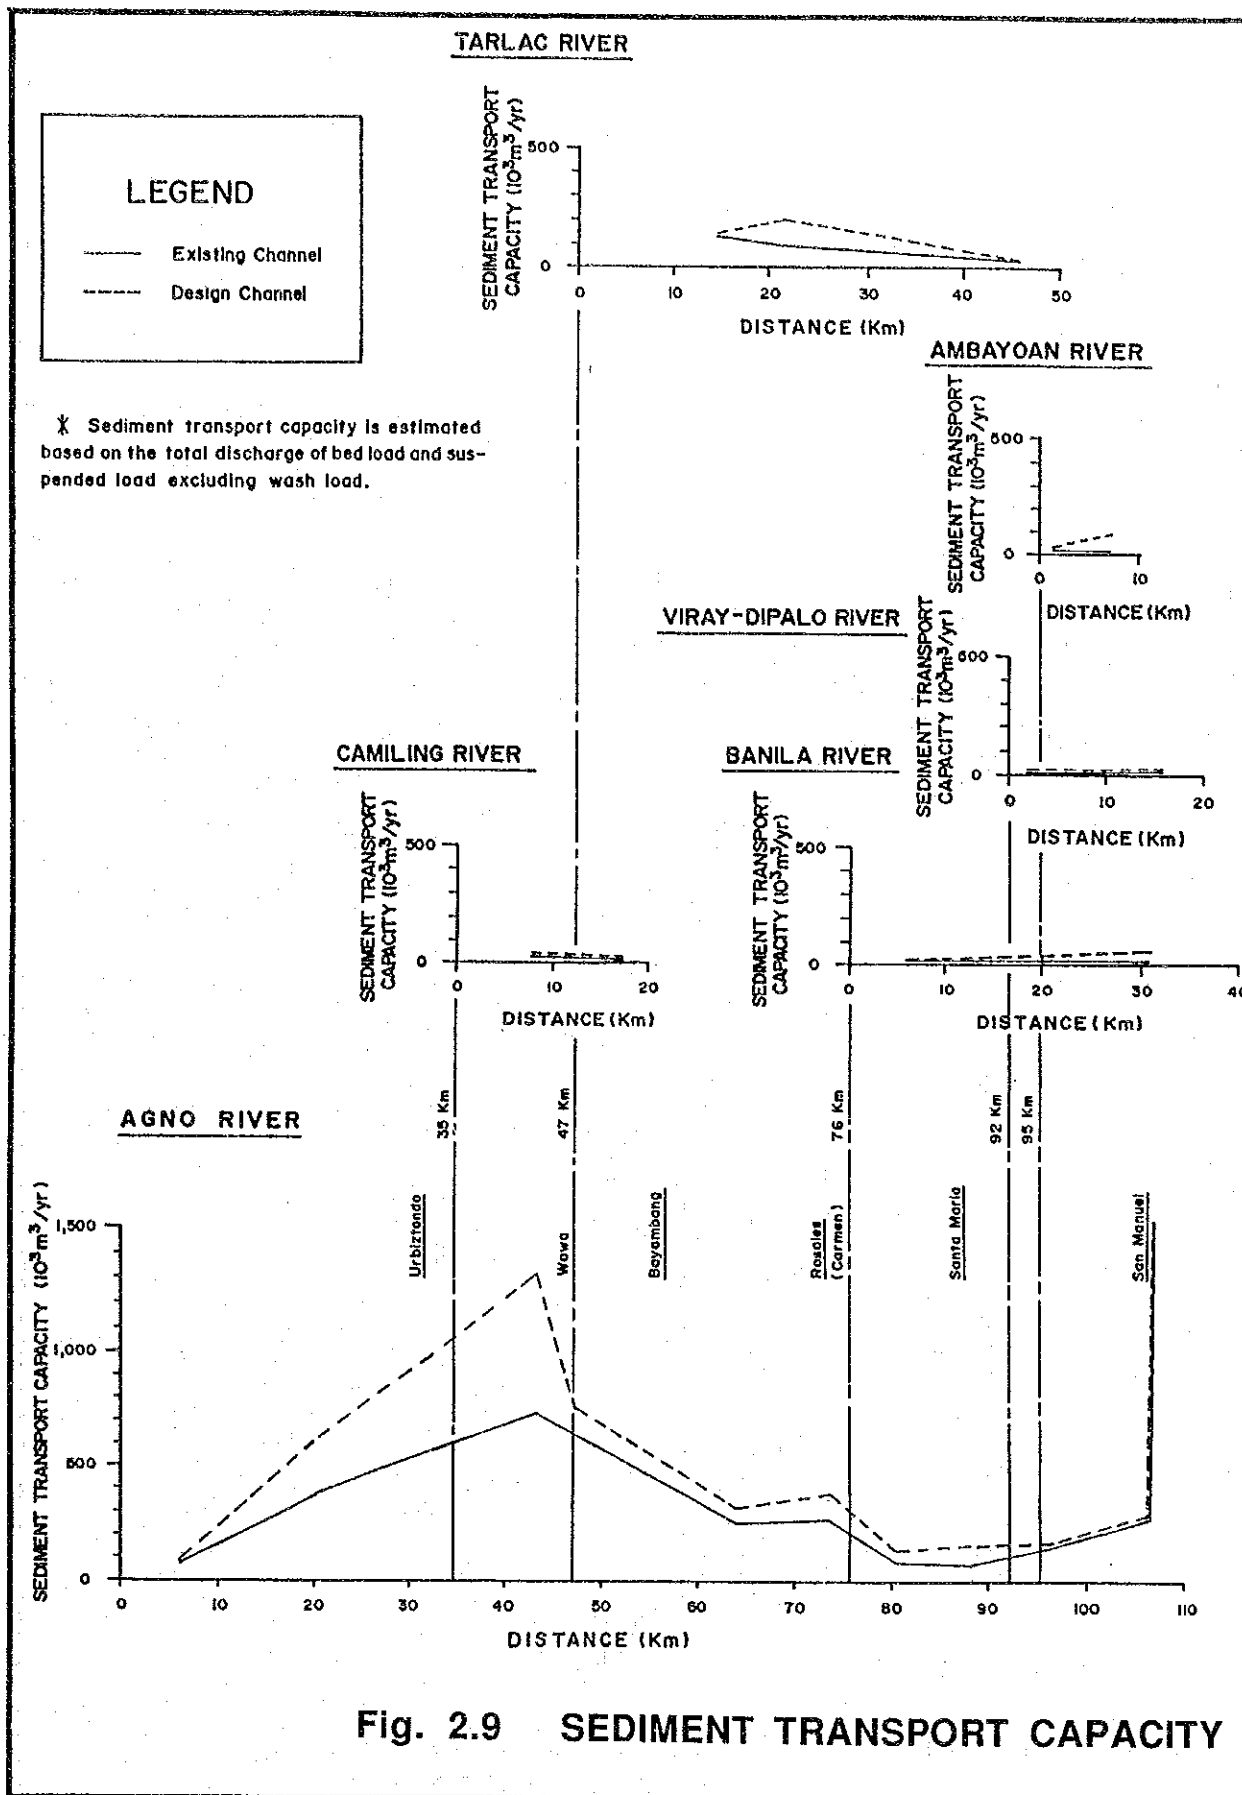 TARLAC RIVER
SEDIMENT TRANSPORT
CAPACITY (10³m³/yr)
500
0
0 10 20 30 40 50
DISTANCE (Km)
LEGEND
Existing Channel
Design Channel
* Sediment transport capacity is estimated
based on the total discharge of bed load and sus-
pended load excluding wash load.
AMBAYOAN RIVER
SEDIMENT TRANSPORT
CAPACITY (10³m³/yr)
500
0
0 10
DISTANCE (Km)
VIRAY-DIPALO RIVER
SEDIMENT TRANSPORT
CAPACITY (10³m³/yr)
500
0
0 10 20
DISTANCE (Km)
CAMILING RIVER
SEDIMENT TRANSPORT
CAPACITY (10³m³/yr)
500
0
0 10 20
DISTANCE (Km)
BANILA RIVER
SEDIMENT TRANSPORT
CAPACITY (10³m³/yr)
500
0
0 10 20 30 40
DISTANCE (Km)
AGNO RIVER
35 Km
47 Km
76 Km
92 Km
95 Km
Urbiztondo
Wawa
Bayambang
Rosales
(Carmen)
Santa Maria
San Manuel
SEDIMENT TRANSPORT CAPACITY (10³m³/yr)
1,500
1,000
500
0
0 10 20 30 40 50 60 70 80 90 100 110
DISTANCE (Km)
Fig. 2.9 SEDIMENT TRANSPORT CAPACITY